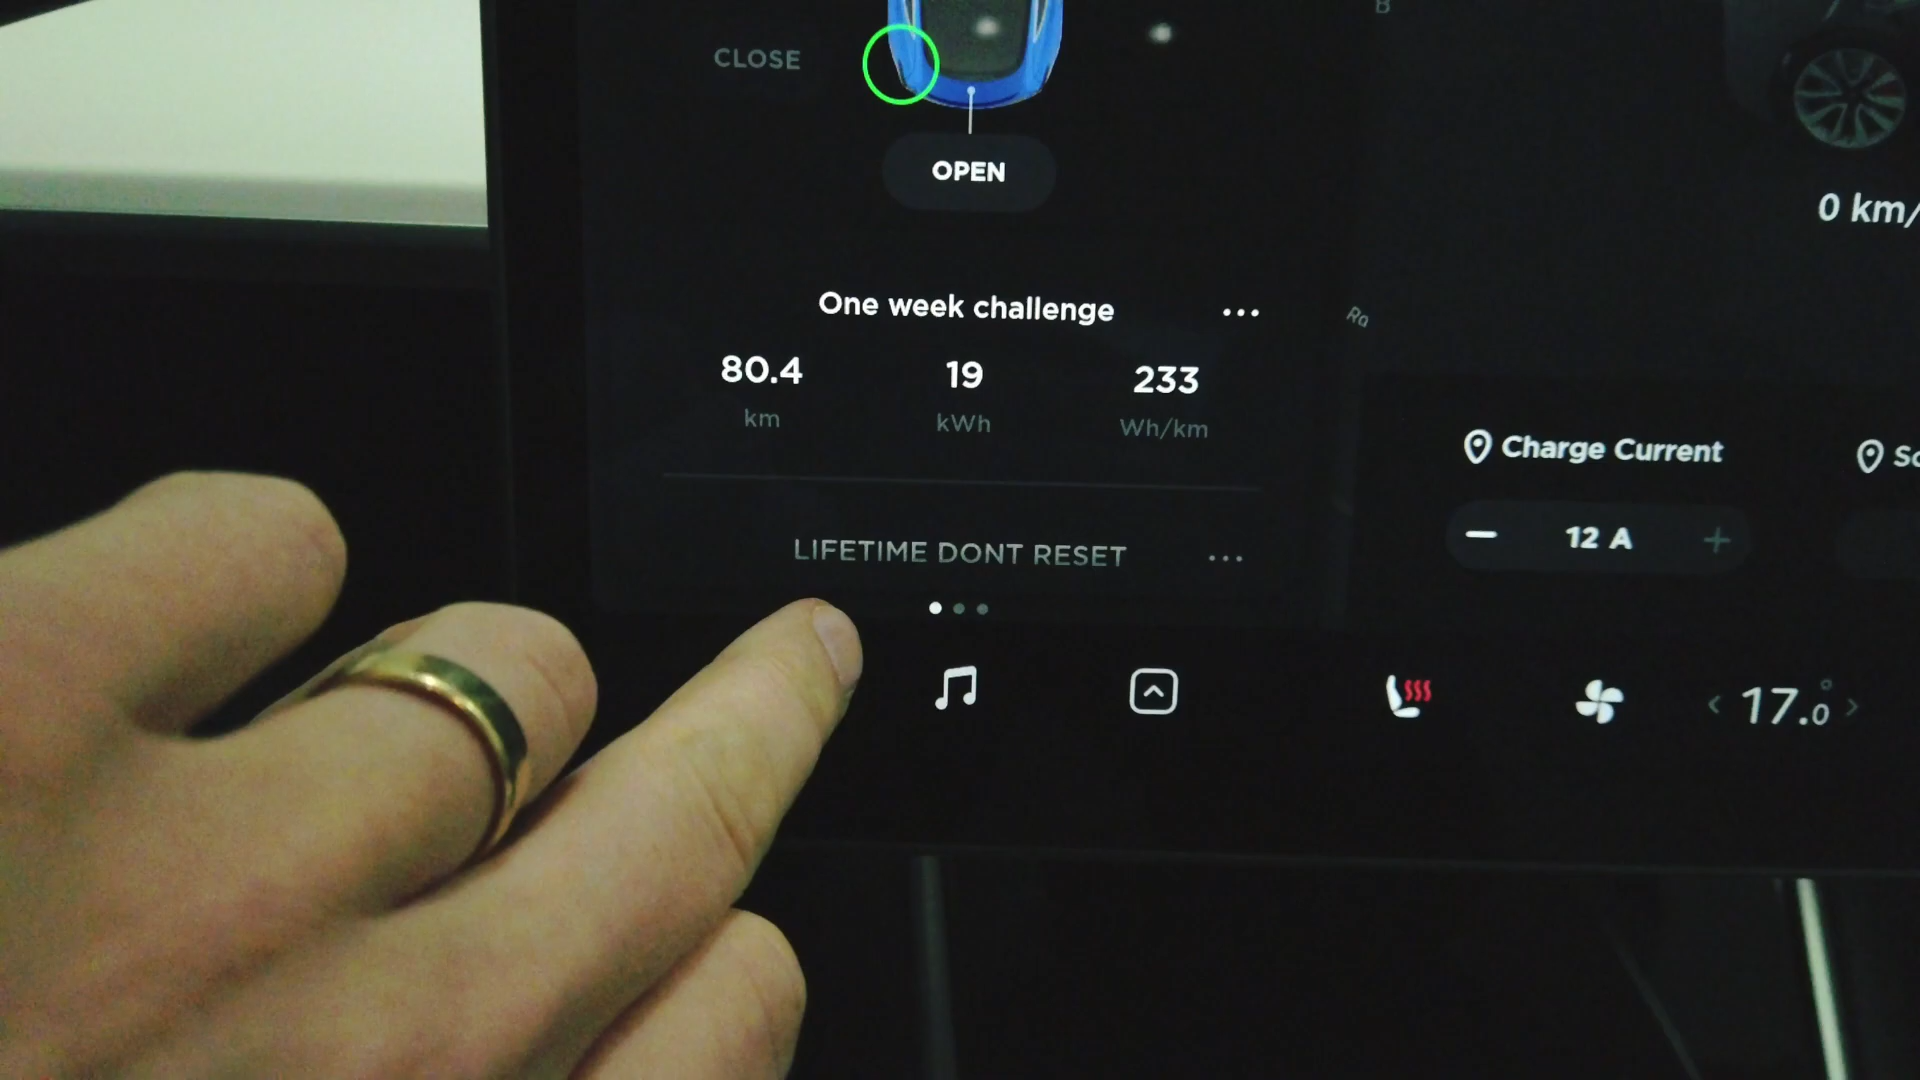 CLOSE
B
OPEN
0 km/
One week challenge
Ra
80.4 19 233
km kWh Wh/km
Charge Current
Sc
LIFETIME DONT RESET
12 A
17.0°